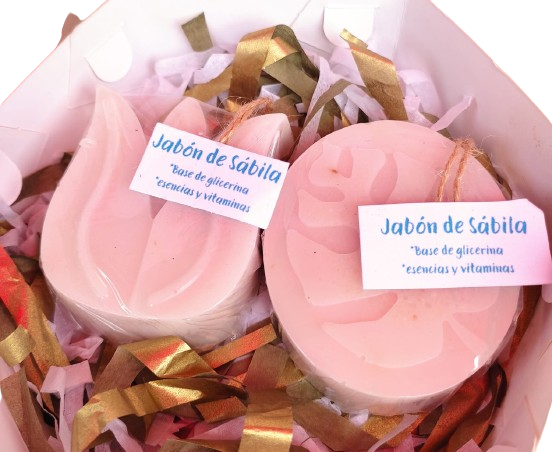 Jabón de Sábila
*Base de glicerina
*esencias y vitaminas
Jabón de Sábila
*Base de glicerina
*esencias y vitaminas